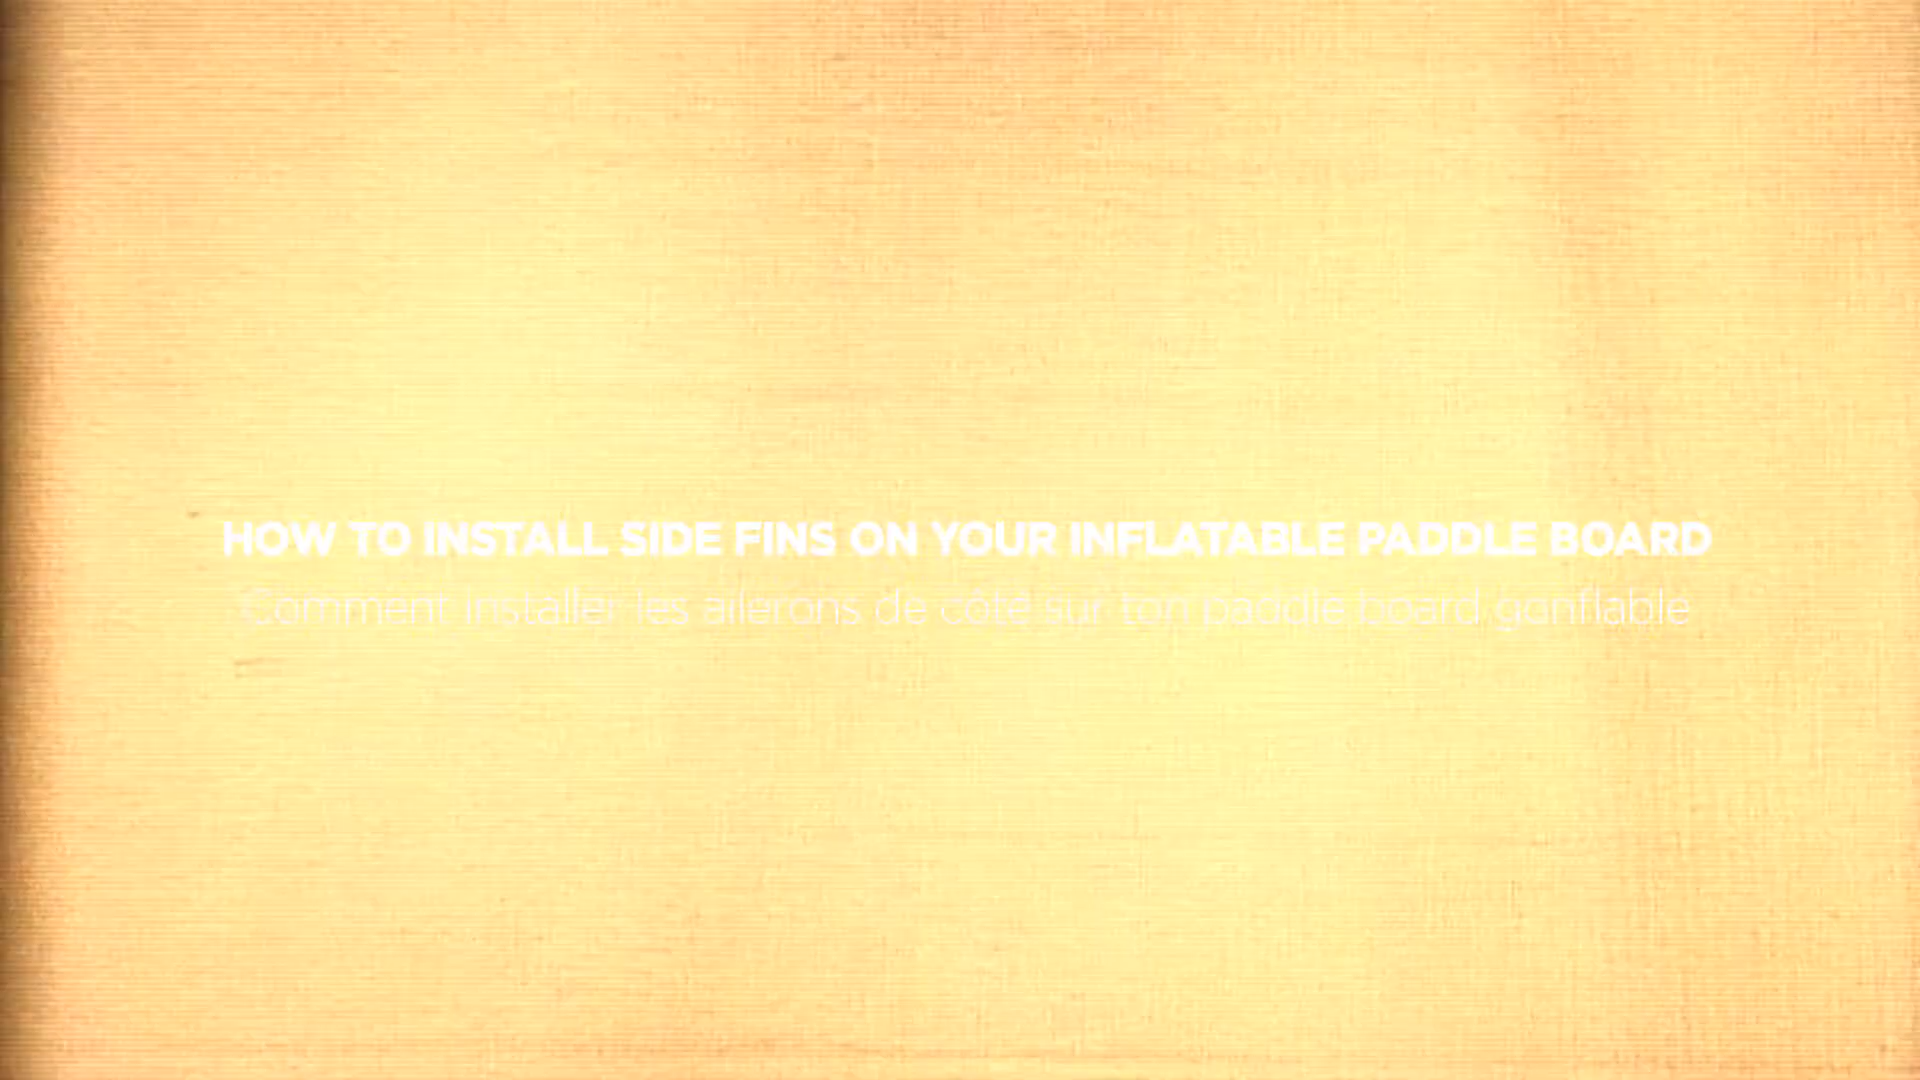 HOW TO INSTALL SIDE FINS ON YOUR INFLATABLE PADDLE BOARD
Comment installer les ailerons de côté sur ton paddle board gonflable